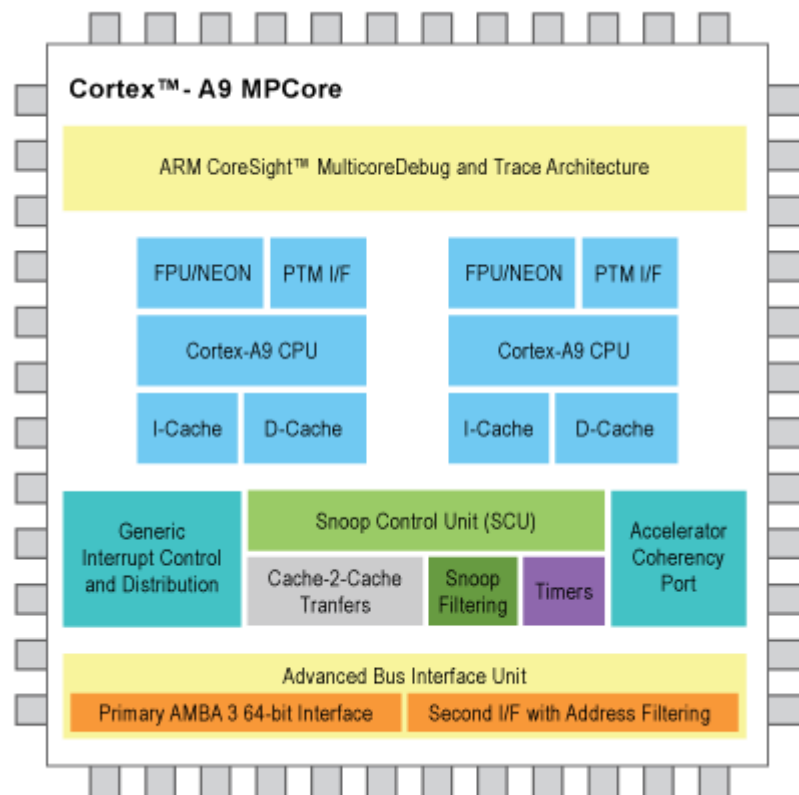 Cortex™- A9 MPCore
ARM CoreSight™ MulticoreDebug and Trace Architecture
FPU/NEON
PTM I/F
FPU/NEON
PTM I/F
Cortex-A9 CPU
Cortex-A9 CPU
I-Cache
D-Cache
I-Cache
D-Cache
Generic
Interrupt Control
and Distribution
Snoop Control Unit (SCU)
Cache-2-Cache
Tranfers
Snoop
Filtering
Timers
Accelerator
Coherency
Port
Advanced Bus Interface Unit
Primary AMBA 3 64-bit Interface
Second I/F with Address Filtering